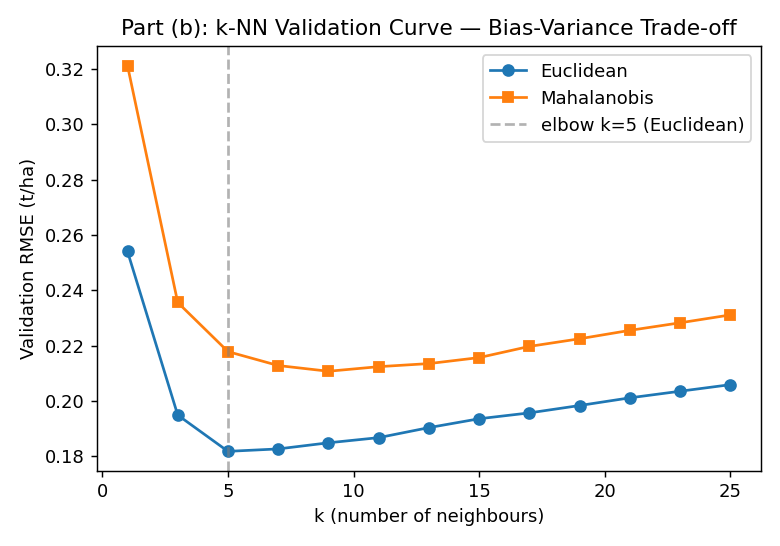 Part (b): k-NN Validation Curve — Bias-Variance Trade-off
Euclidean
Mahalanobis
elbow k=5 (Euclidean)
Validation RMSE (t/ha)
0.32
0.30
0.28
0.26
0.24
0.22
0.20
0.18
0 5 10 15 20 25
k (number of neighbours)